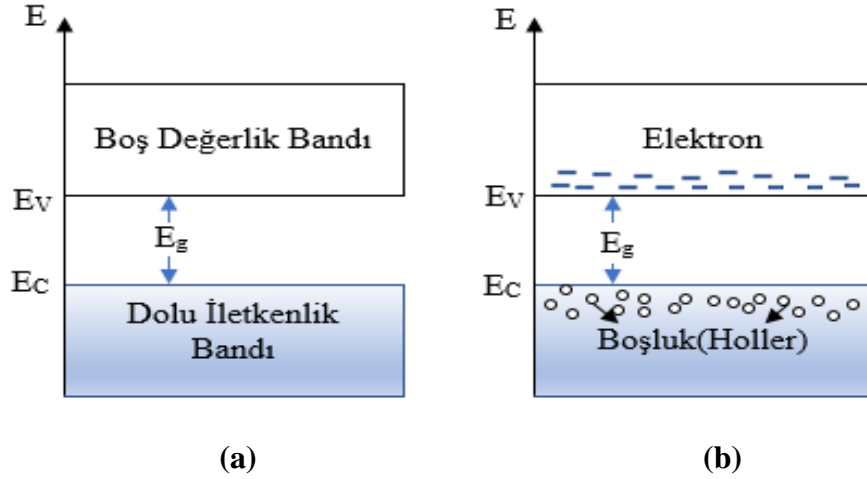 E
Boş Değerlik Bandı
EV
Eg
EC
Dolu İletkenlik
Bandı
(a)
E
Elektron
EV
Eg
EC
Boşluk(Holler)
(b)